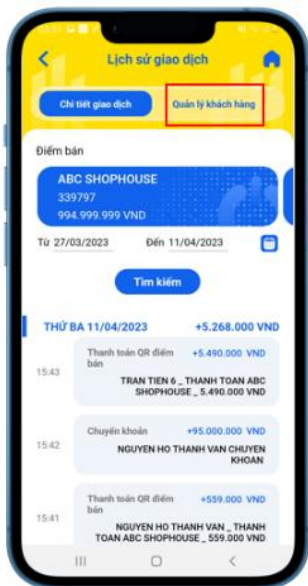 Lịch sử giao dịch
Chi tiết giao dịch
Quản lý khách hàng
Điểm bán
ABC SHOPHOUSE
339797
994.999.999 VND
Từ 27/03/2023
Đến 11/04/2023
Tìm kiếm
THỨ BA 11/04/2023
+5.268.000 VND
15:43
Thanh toán QR điểm
bán
+5.490.000 VND
TRAN TIEN 6 _ THANH TOAN ABC
SHOPHOUSE _ 5.490.000 VND
15:42
Chuyển khoản
+95.000.000 VND
NGUYEN HO THANH VAN CHUYEN
KHOAN
15:41
Thanh toán QR điểm
bán
+559.000 VND
NGUYEN HO THANH VAN _ THANH
TOAN ABC SHOPHOUSE _ 559.000 VND